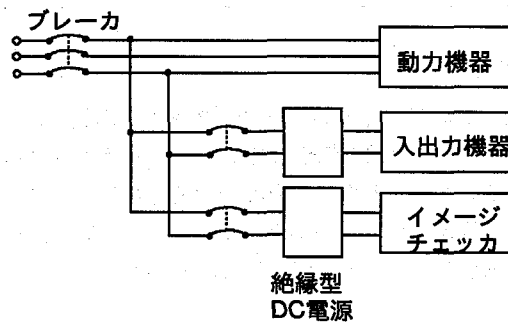 ブレーカ
動力機器
入出力機器
イメージ
チェッカ
絶縁型
DC電源